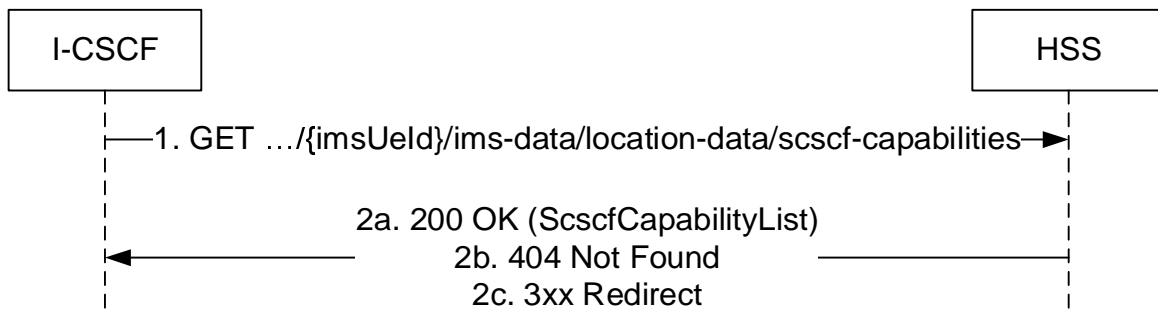 I-CSCF
HSS
1. GET …/{imsUeId}/ims-data/location-data/scscf-capabilities
2a. 200 OK (ScscfCapabilityList)
2b. 404 Not Found
2c. 3xx Redirect